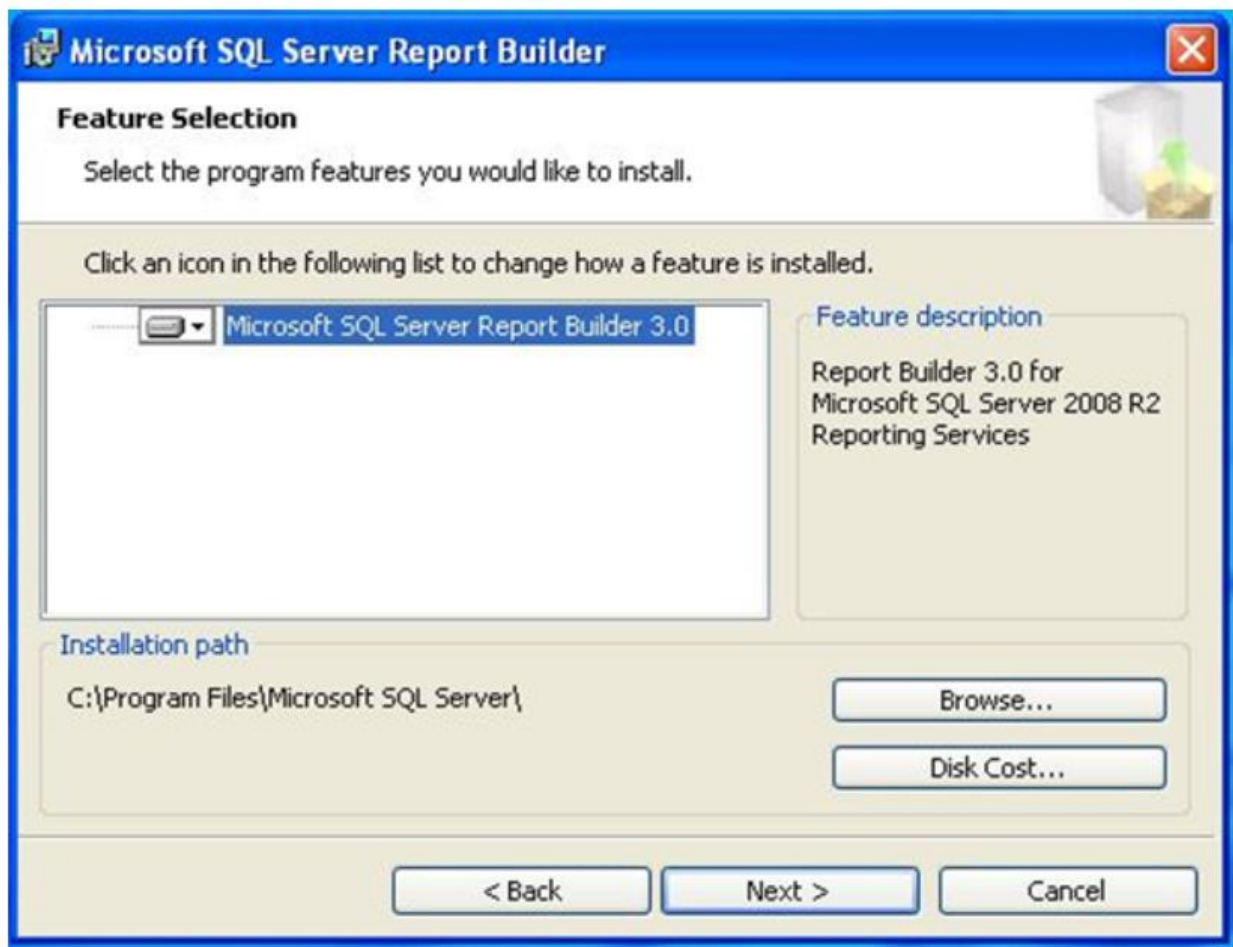 Microsoft SQL Server Report Builder
Feature Selection
Select the program features you would like to install.
Click an icon in the following list to change how a feature is installed.
Microsoft SQL Server Report Builder 3.0
Feature description
Report Builder 3.0 for
Microsoft SQL Server 2008 R2
Reporting Services
Installation path
C:\Program Files\Microsoft SQL Server\
Browse...
Disk Cost...
< Back
Next >
Cancel